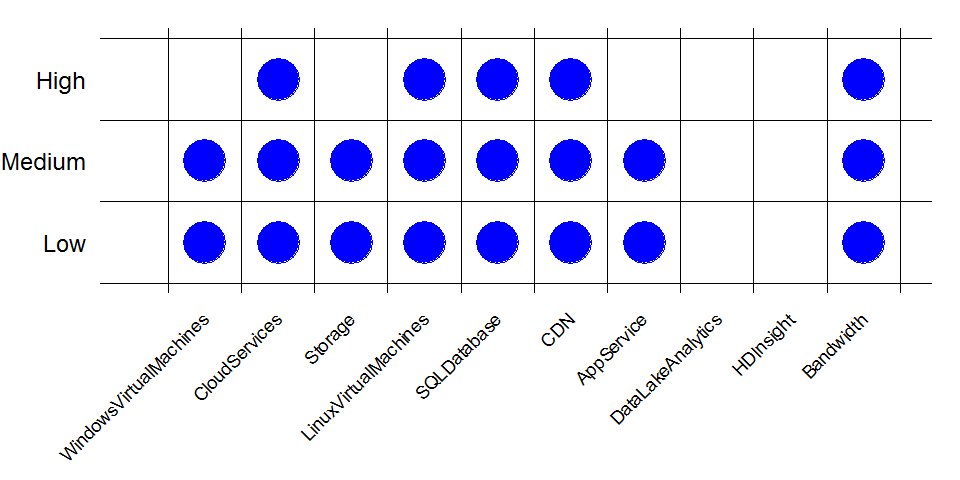 High
Medium
Low
WindowsVirtualMachines
CloudServices
Storage
LinuxVirtualMachines
SQLDatabase
CDN
AppService
DataLakeAnalytics
HDInsight
Bandwidth